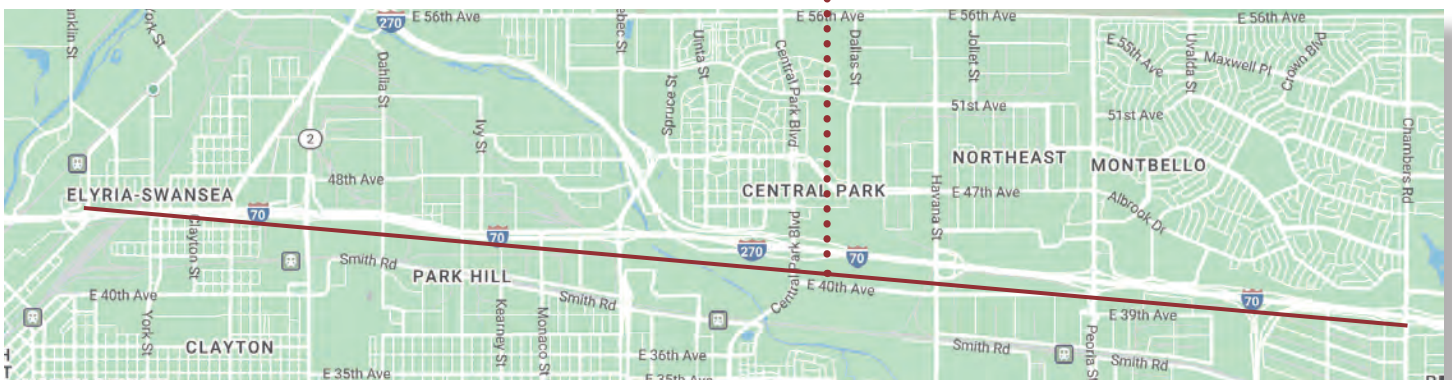 E 56th Ave
E 56th Ave
E 56th Ave
E 56th Ave
270
York St
Dahlia St
Uinta St
Central Park Blvd
Dallas St
Joliet St
E 55th Ave
Uvalda St
Maxwell Pl
Crown Blvd
Spruce St
51st Ave
51st Ave
Ivy St
2
Chambers Rd
NORTHEAST
MONTBELLO
48th Ave
ELYRIA-SWANSEA
CENTRAL PARK
E 47th Ave
Havana St
Albrook Dr
70
70
Clayton St
270
Central Park Blvd
70
Smith Rd
PARK HILL
E 40th Ave
E 40th Ave
Smith Rd
70
E 39th Ave
York St
Kearney St
Monaco St
Peoria St
CLAYTON
E 36th Ave
Smith Rd
Smith Rd
E 35th Ave
E 35th Ave